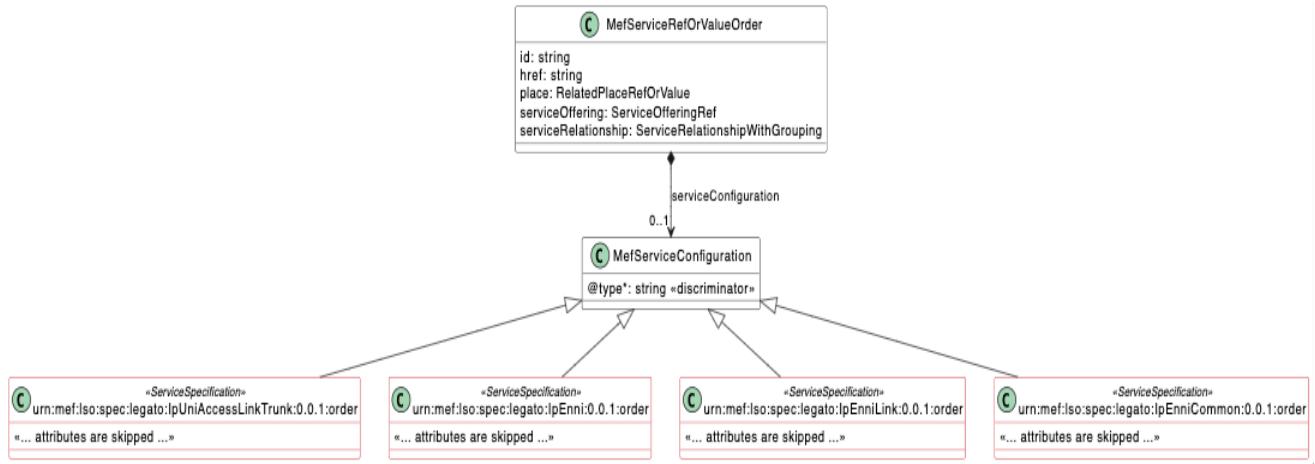 C MefServiceRefOrValueOrder
id: string
href: string
place: RelatedPlaceRefOrValue
serviceOffering: ServiceOfferingRef
serviceRelationship: ServiceRelationshipWithGrouping
serviceConfiguration
0..1
C MefServiceConfiguration
@type*: string «discriminator»
«ServiceSpecification»
C urn:mef:lso:spec:legato:IpUniAccessLinkTrunk:0.0.1:order
«... attributes are skipped ...»
«ServiceSpecification»
C urn:mef:lso:spec:legato:IpEnni:0.0.1:order
«... attributes are skipped ...»
«ServiceSpecification»
C urn:mef:lso:spec:legato:IpEnniLink:0.0.1:order
«... attributes are skipped ...»
«ServiceSpecification»
C urn:mef:lso:spec:legato:IpEnniCommon:0.0.1:order
«... attributes are skipped ...»